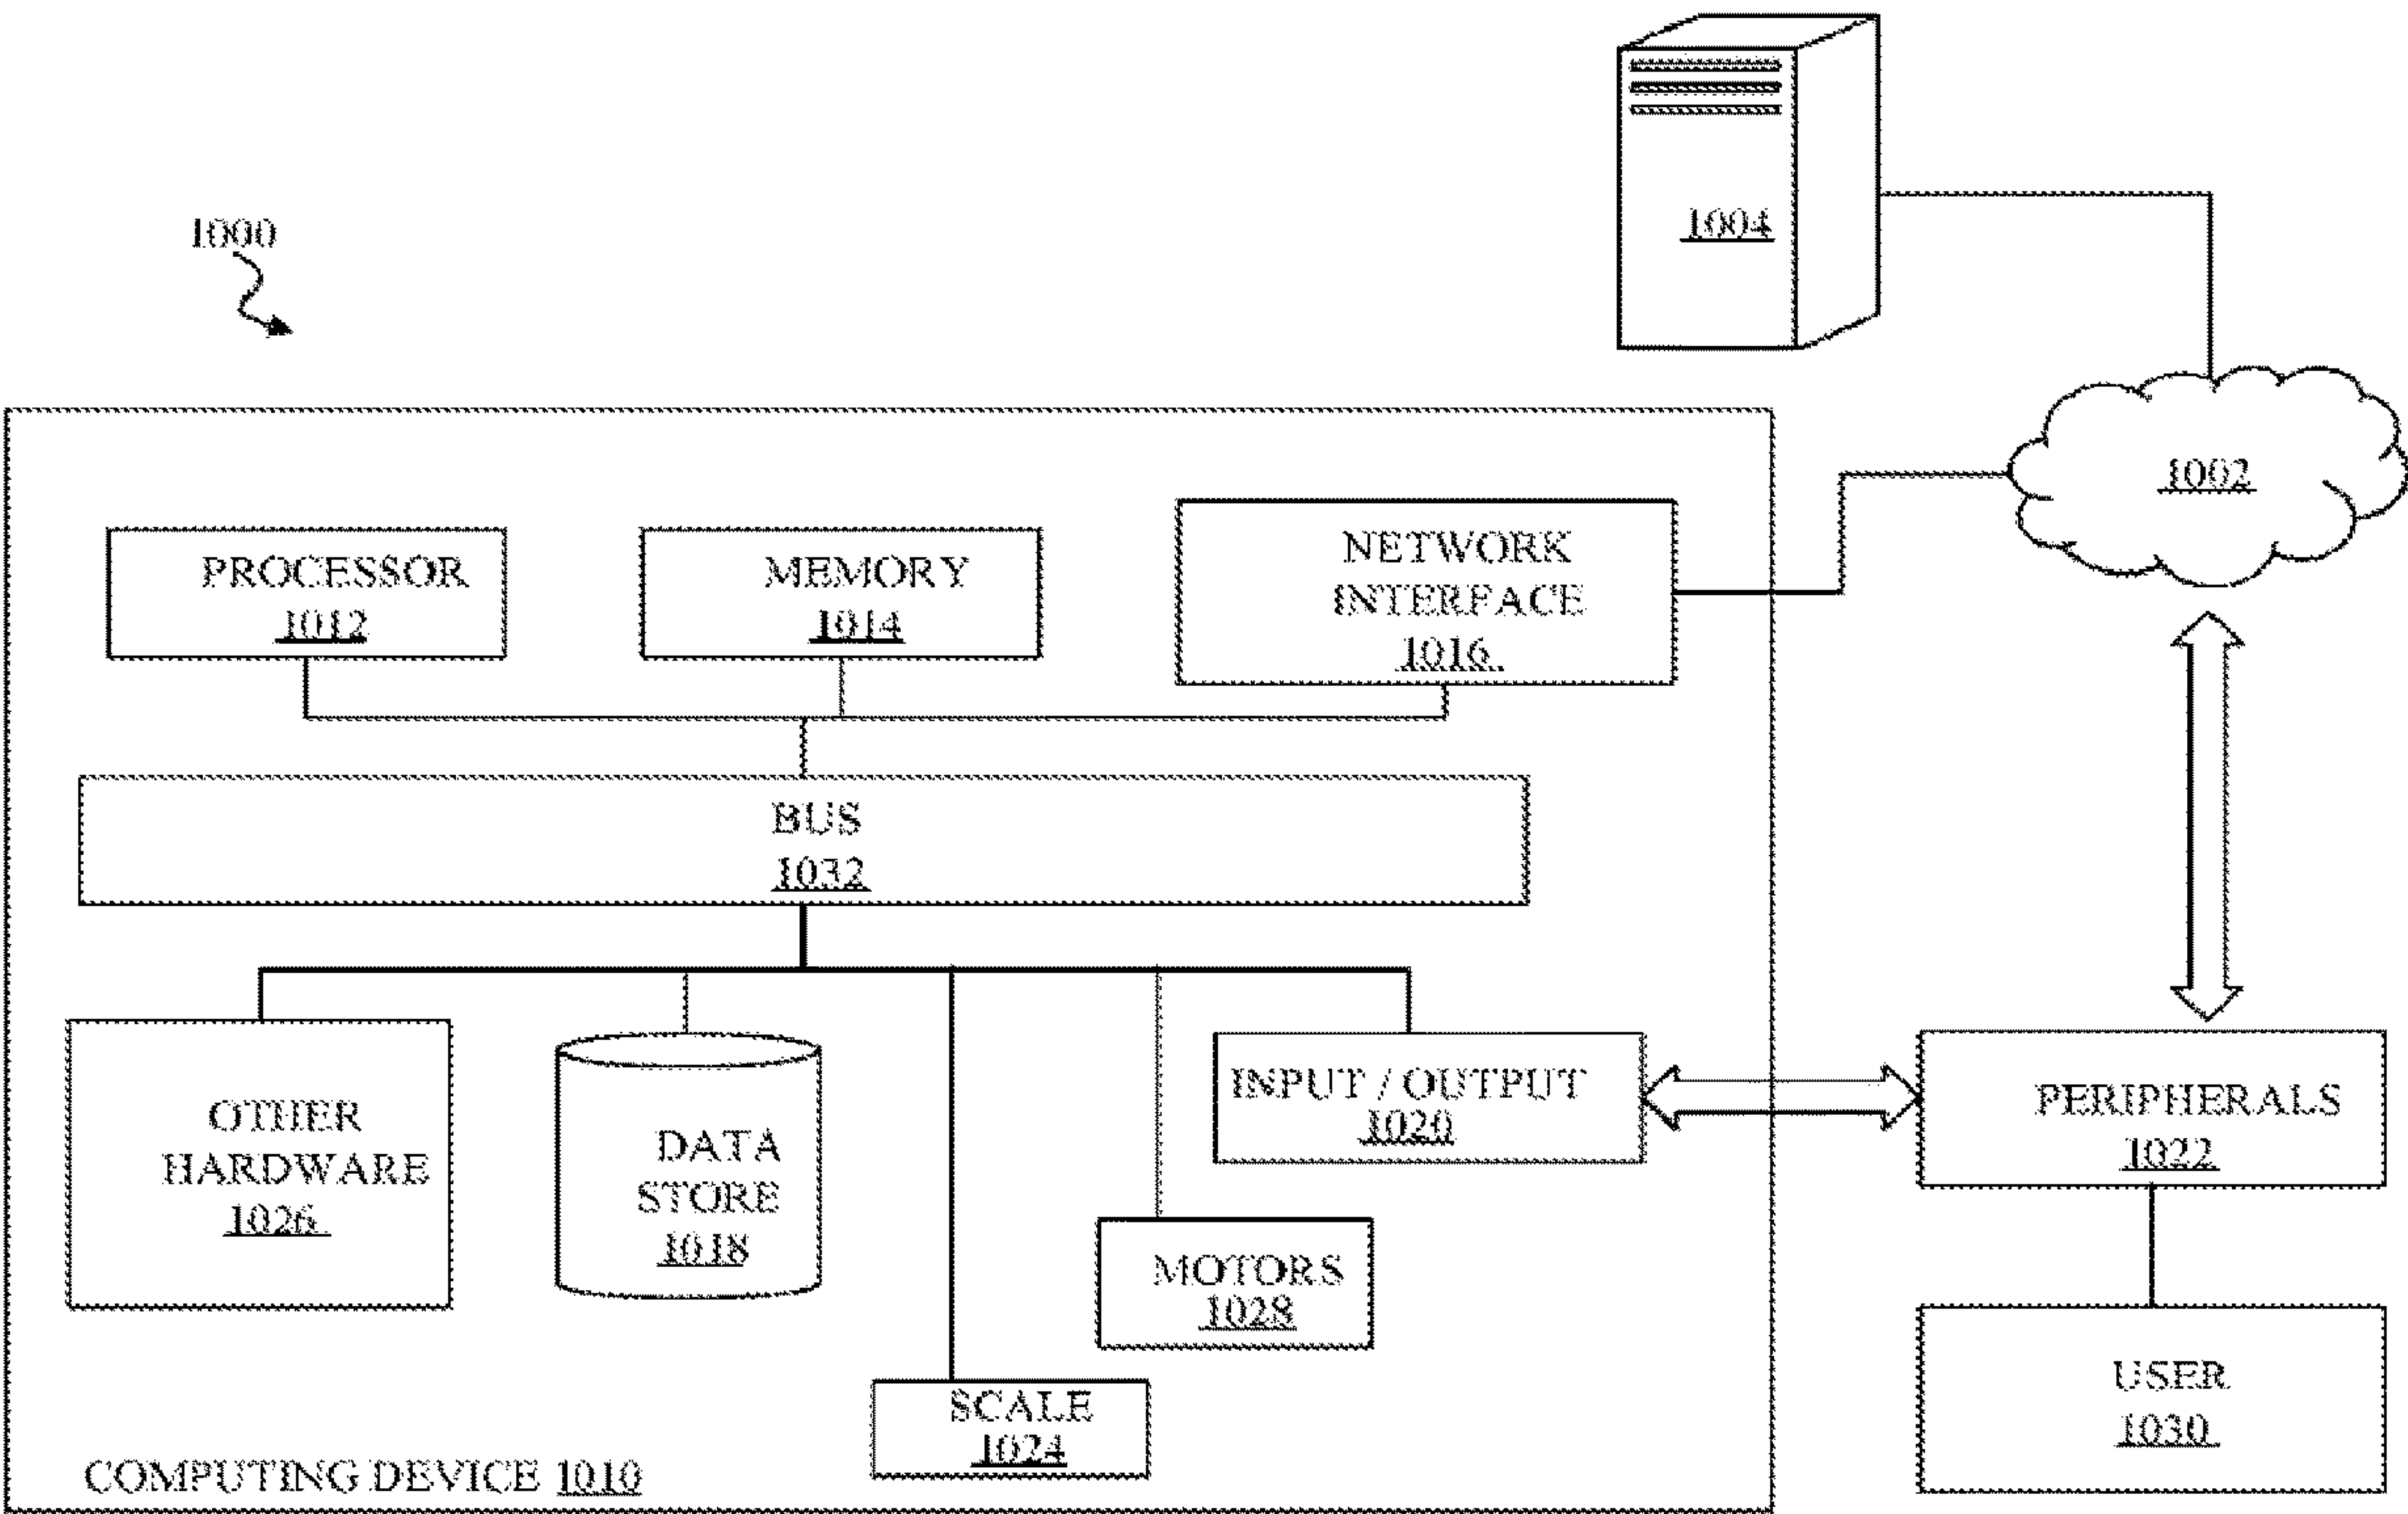 1004
1000
1002
PROCESSOR
1012
MEMORY
1014
NETWORK
INTERFACE
1016
BUS
1032
OTHER
HARDWARE
1026
DATA
STORE
1018
INPUT / OUTPUT
1020
PERIPHERALS
1022
MOTORS
1028
SCALE
1024
USER
1030
COMPUTING DEVICE 1010